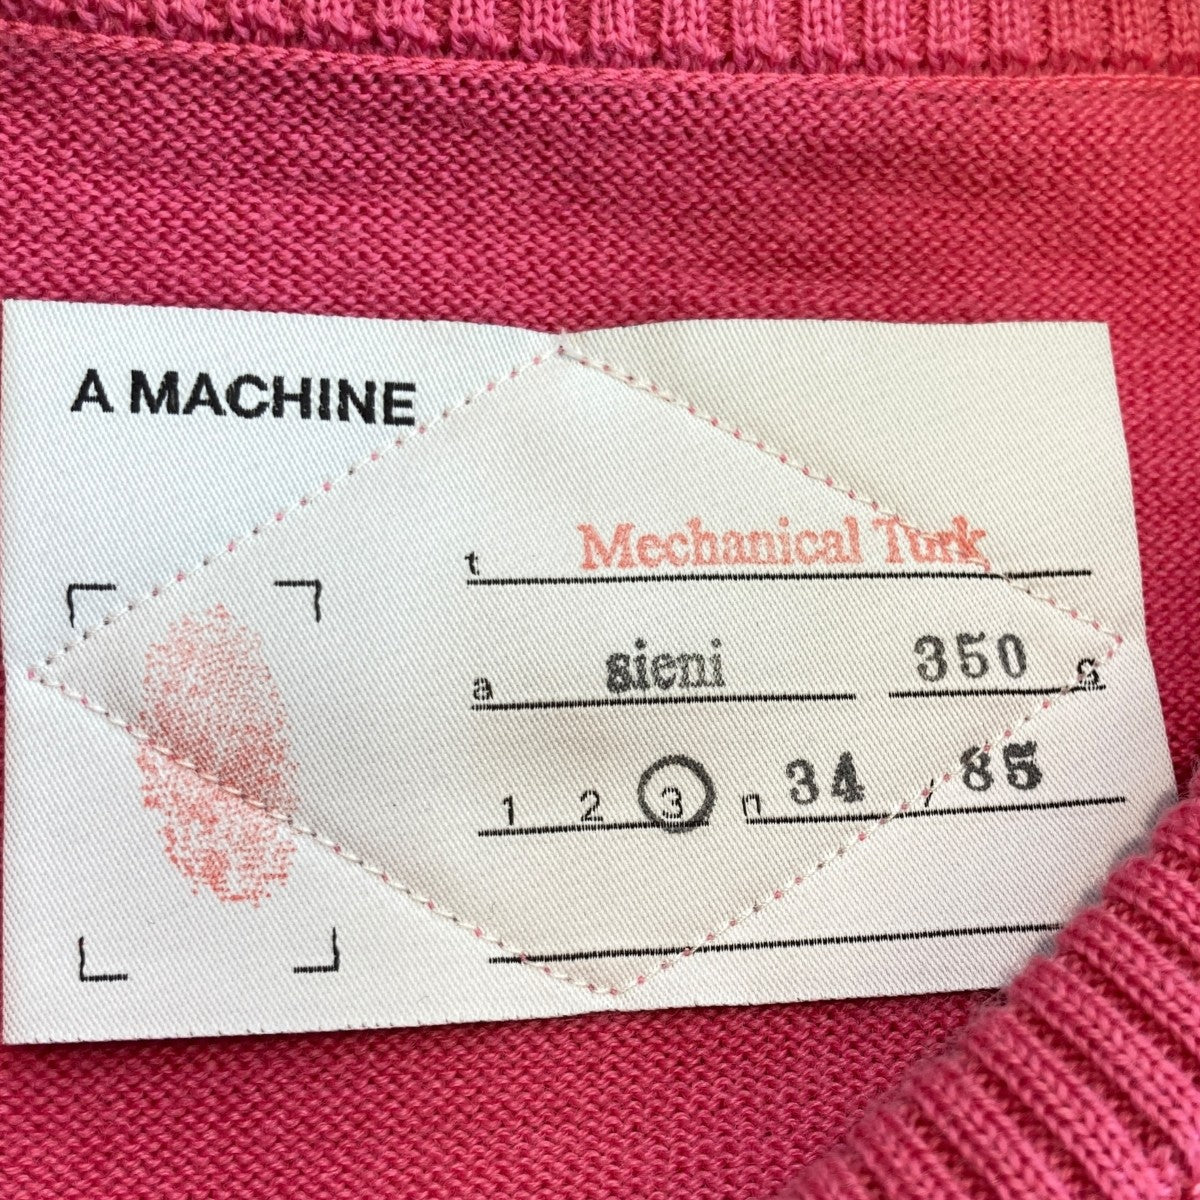 A MACHINE
t Mechanical Turk
a sieni 350 G
1 2 3 n 34 / 85